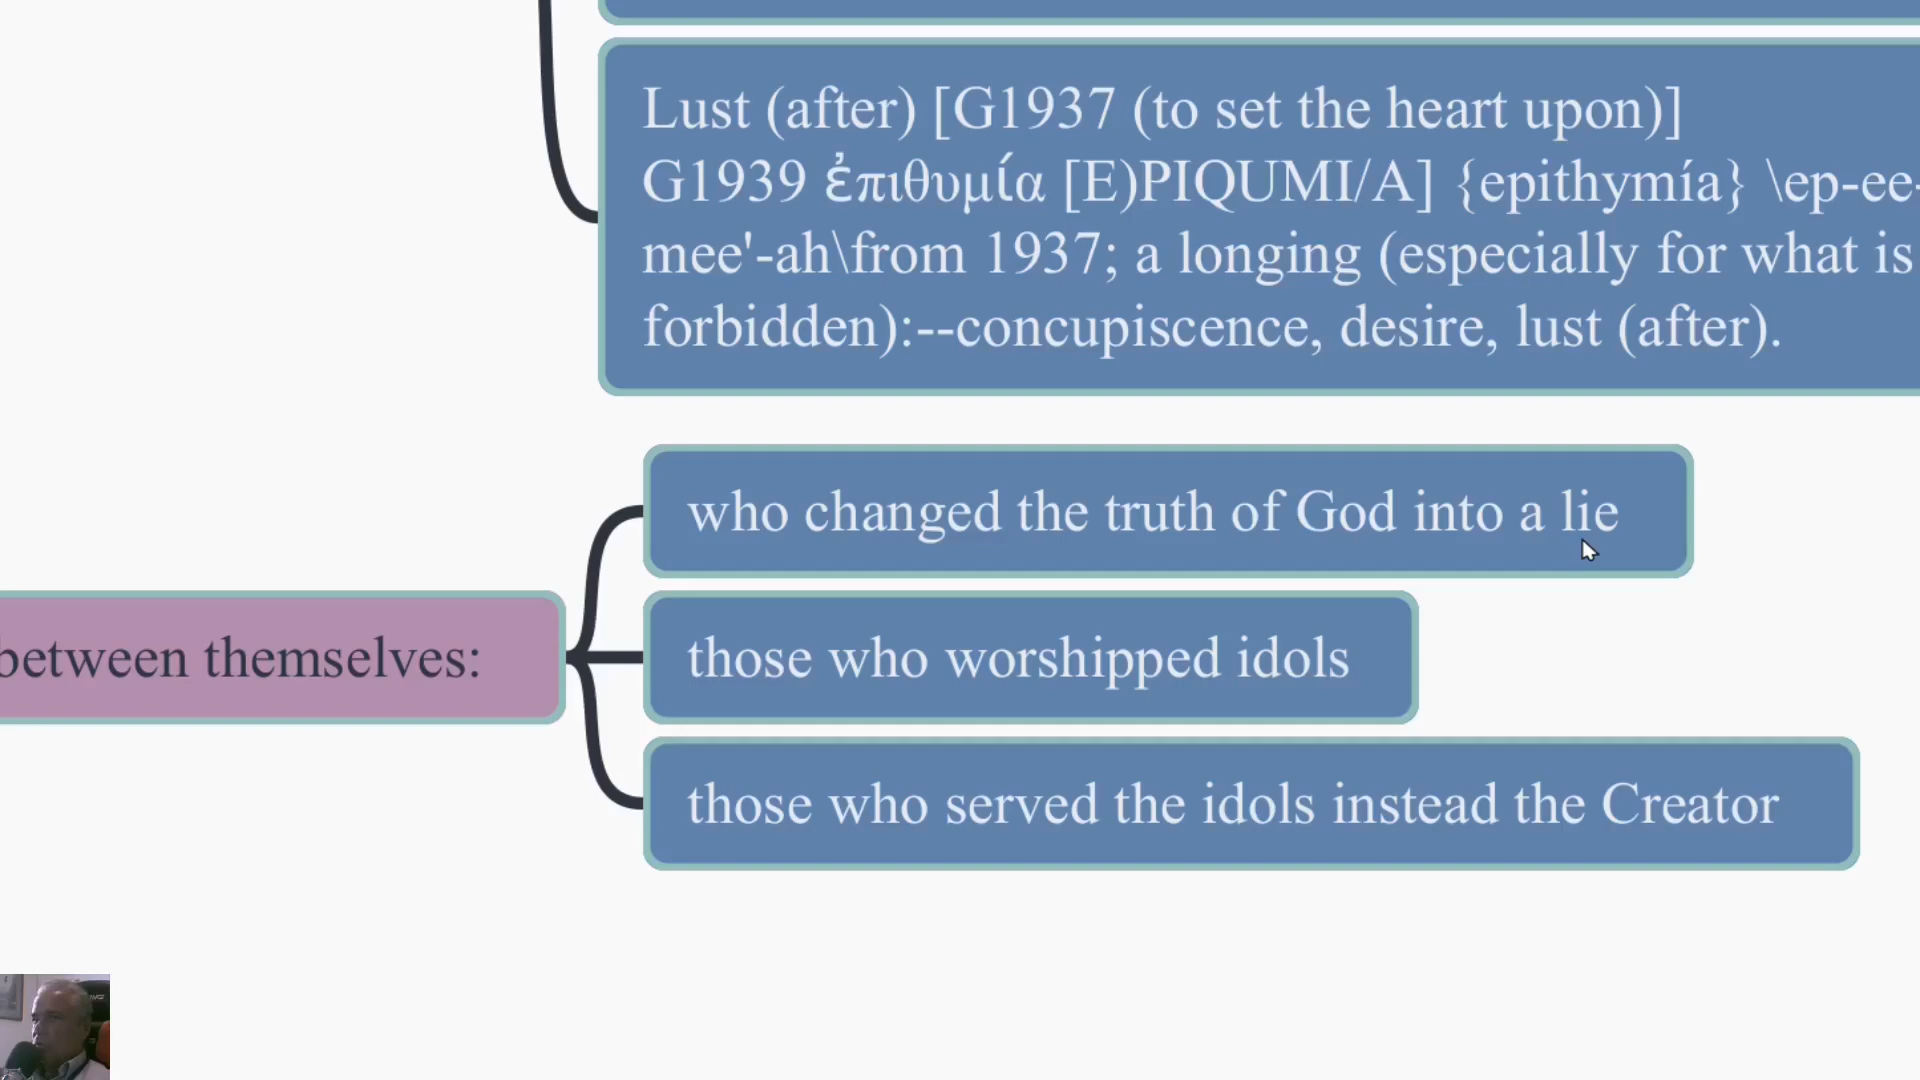 Lust (after) [G1937 (to set the heart upon)]
G1939 ἐπιθυμία [E)PIQUMI/A] {epithymía} \ep-ee-
mee'-ah\from 1937; a longing (especially for what is
forbidden):--concupiscence, desire, lust (after).
who changed the truth of God into a lie
between themselves:
those who worshipped idols
those who served the idols instead the Creator